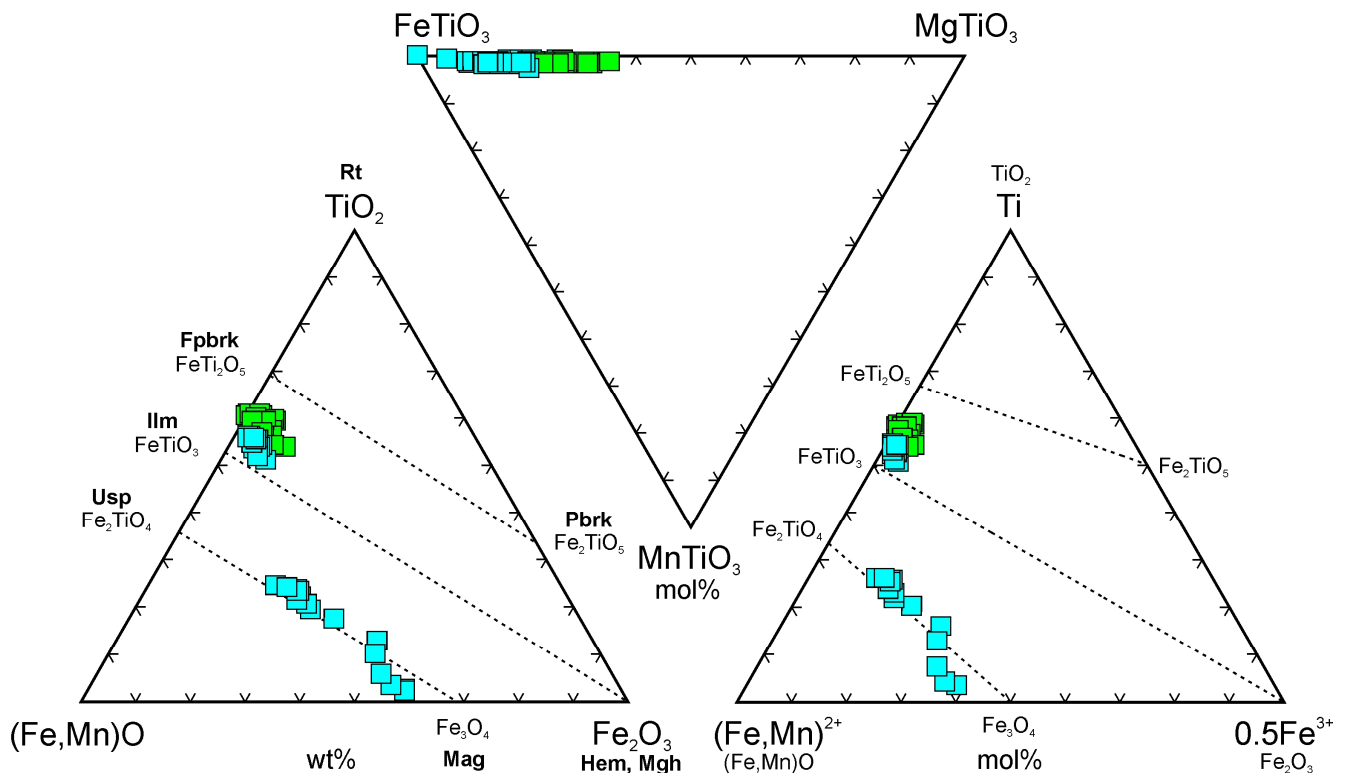 FeTiO₃
MgTiO₃
MnTiO₃
mol%
Rt
TiO₂
Fpbrk
FeTi₂O₅
Ilm
FeTiO₃
Usp
Fe₂TiO₄
Pbrk
Fe₂TiO₅
(Fe,Mn)O
wt%
Fe₃O₄
Mag
Fe₂O₃
Hem, Mgh
TiO₂
Ti
FeTi₂O₅
FeTiO₃
Fe₂TiO₄
Fe₂TiO₅
(Fe,Mn)²⁺
(Fe,Mn)O
Fe₃O₄
mol%
0.5Fe³⁺
Fe₂O₃